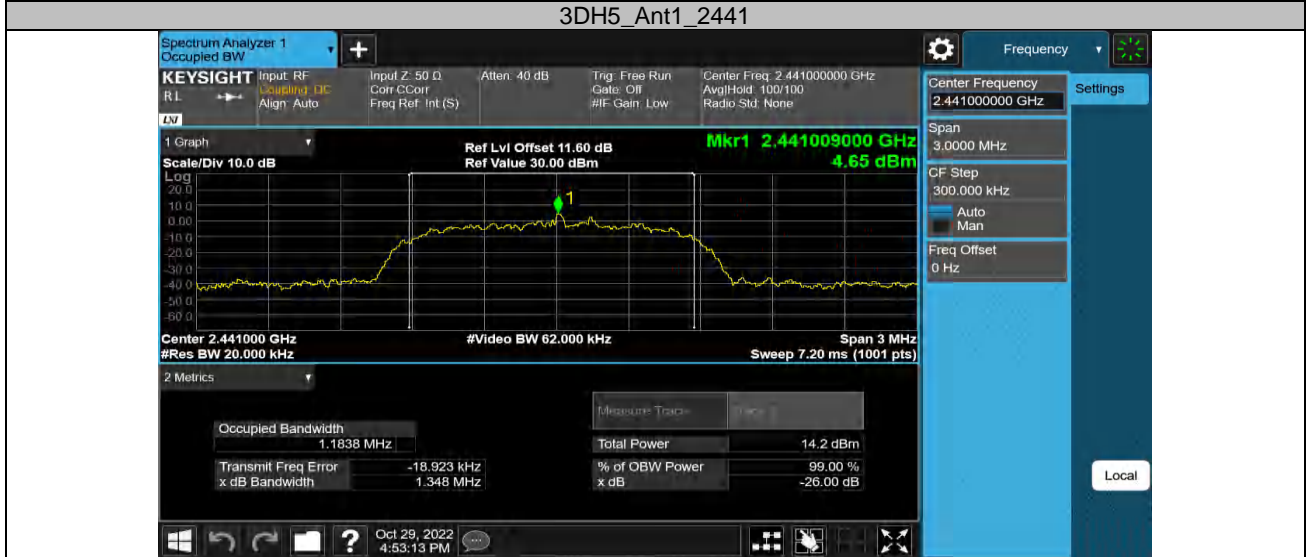 3DH5_Ant1_2441
Spectrum Analyzer 1
Occupied BW
Frequency
KEYSIGHT
RL
LXI
Input: RF
Coupling: DC
Align: Auto
Input Z: 50 Ω
Corr CCorr
Freq Ref: Int (S)
Atten: 40 dB
Trig: Free Run
Gate: Off
#IF Gain: Low
Center Freq: 2.441000000 GHz
Avg|Hold: 100/100
Radio Std: None
Center Frequency
2.441000000 GHz
Settings
Span
3.0000 MHz
CF Step
300.000 kHz
Auto
Man
Freq Offset
0 Hz
Local
1 Graph
Scale/Div 10.0 dB
Ref Lvl Offset 11.60 dB
Ref Value 30.00 dBm
Mkr1 2.441009000 GHz
4.65 dBm
Log
20.0
10.0
0.00
-10.0
-20.0
-30.0
-40.0
-50.0
-60.0
1
Center 2.441000 GHz
#Video BW 62.000 kHz
Span 3 MHz
#Res BW 20.000 kHz
Sweep 7.20 ms (1001 pts)
2 Metrics
Measure Trace
Occupied Bandwidth
1.1838 MHz
Total Power 14.2 dBm
Transmit Freq Error -18.923 kHz
% of OBW Power 99.00 %
x dB Bandwidth 1.348 MHz
x dB -26.00 dB
?
Oct 29, 2022
4:53:13 PM